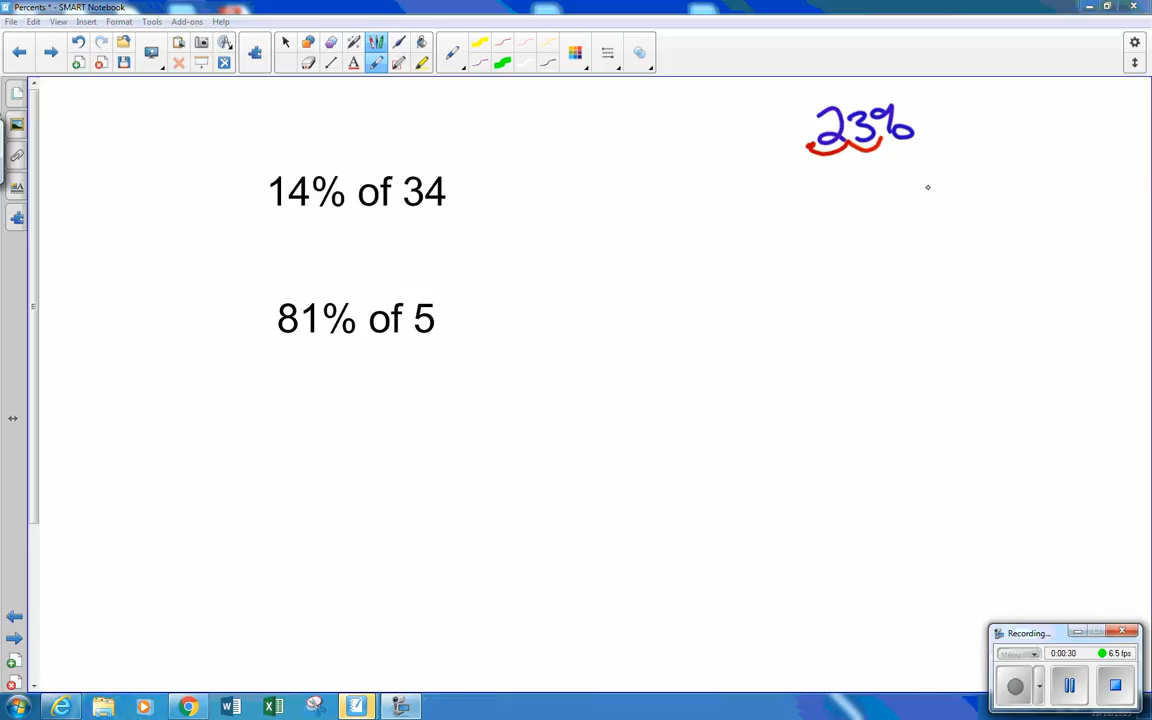 Percents * - SMART Notebook
File Edit View Insert Format Tools Add-ons Help
23%
14% of 34
81% of 5
Recording...
Menu 0:00:30 6.5 fps